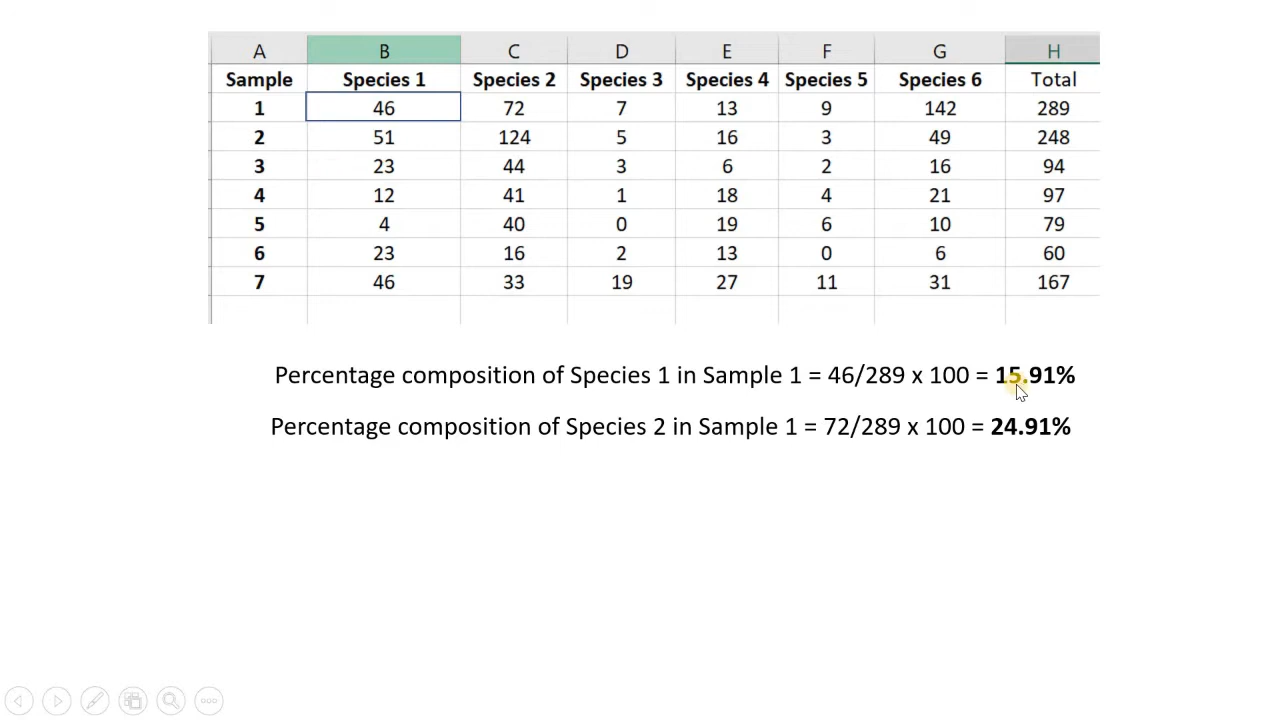 A B C D E F G H
Sample Species 1 Species 2 Species 3 Species 4 Species 5 Species 6 Total
1 46 72 7 13 9 142 289
2 51 124 5 16 3 49 248
3 23 44 3 6 2 16 94
4 12 41 1 18 4 21 97
5 4 40 0 19 6 10 79
6 23 16 2 13 0 6 60
7 46 33 19 27 11 31 167
Percentage composition of Species 1 in Sample 1 = 46/289 x 100 = 15.91%
Percentage composition of Species 2 in Sample 1 = 72/289 x 100 = 24.91%